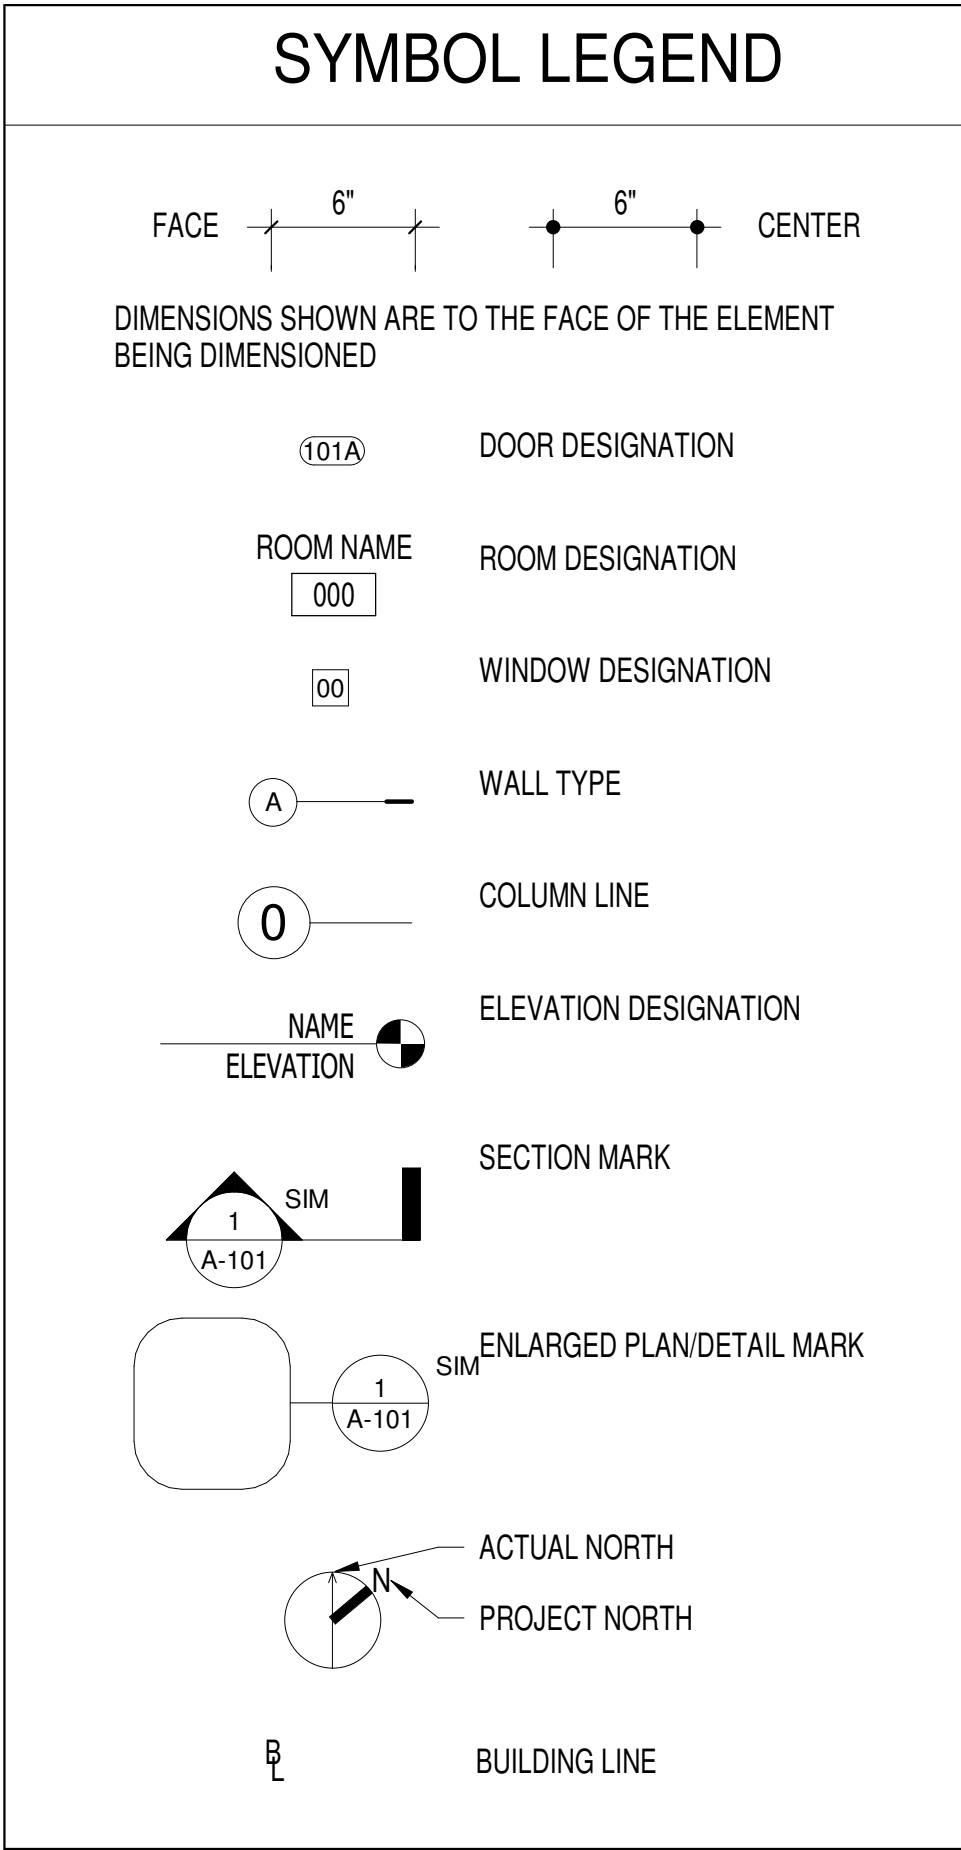 SYMBOL LEGEND
FACE 6" 6" CENTER
DIMENSIONS SHOWN ARE TO THE FACE OF THE ELEMENT
BEING DIMENSIONED
101A DOOR DESIGNATION
ROOM NAME ROOM DESIGNATION
000
00 WINDOW DESIGNATION
A WALL TYPE
0 COLUMN LINE
NAME ELEVATION DESIGNATION
ELEVATION
SECTION MARK
SIM
1
A-101
SIM ENLARGED PLAN/DETAIL MARK
1
A-101
ACTUAL NORTH
N
PROJECT NORTH
BL BUILDING LINE